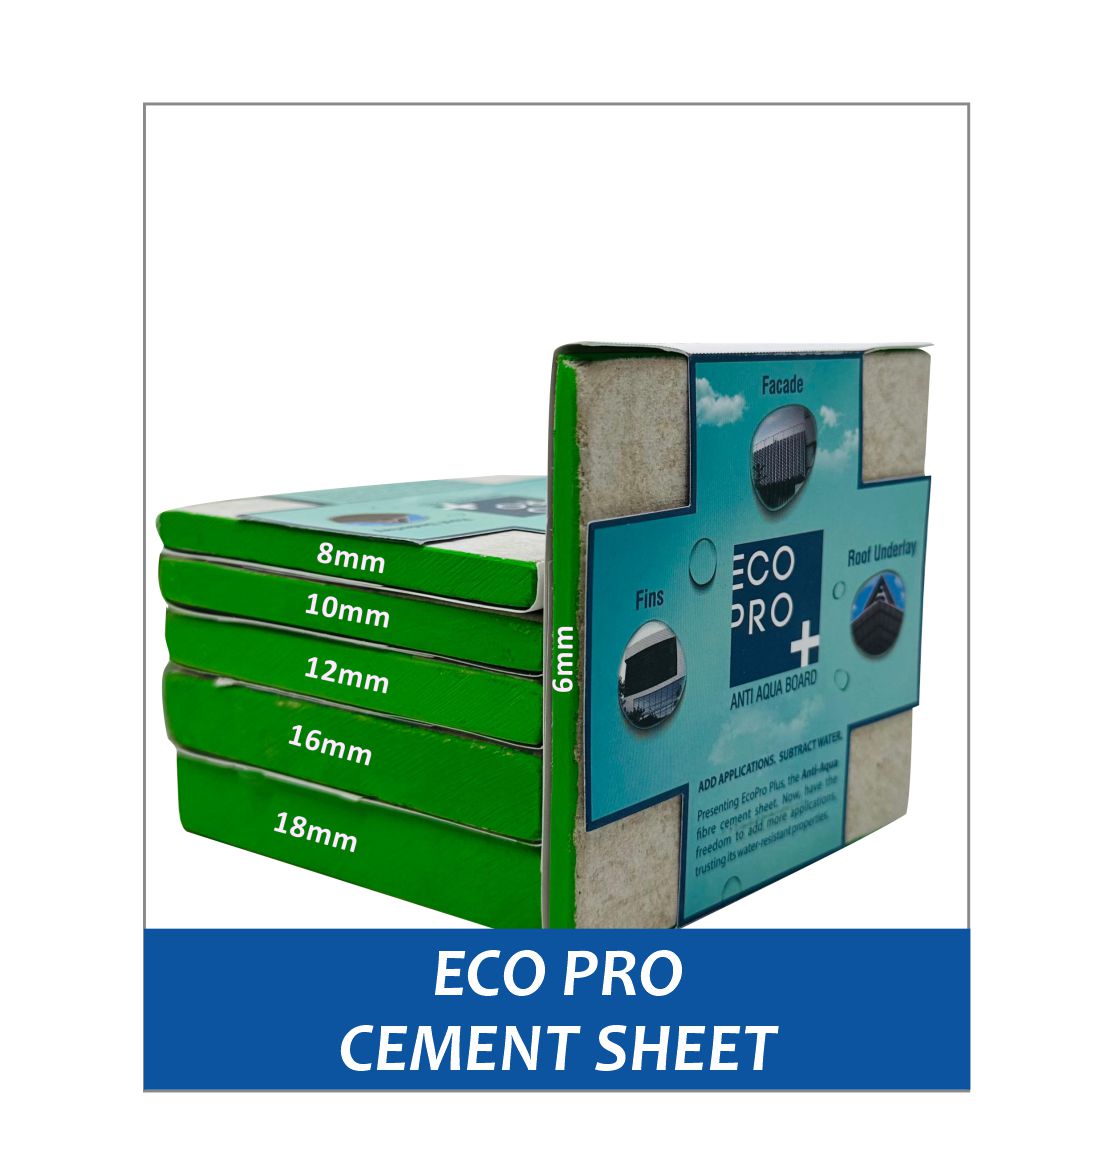 Facade
ECO
PRO
+
ANTI AQUA BOARD
Roof Underlay
Fins
ADD APPLICATIONS. SUBTRACT WATER.
Presenting EcoPro Plus, the Anti-Aqua
fibre cement sheet. Now, have the
freedom to add more applications,
trusting its water-resistant properties.
8mm
10mm
12mm
16mm
18mm
6mm
ECO PRO
CEMENT SHEET